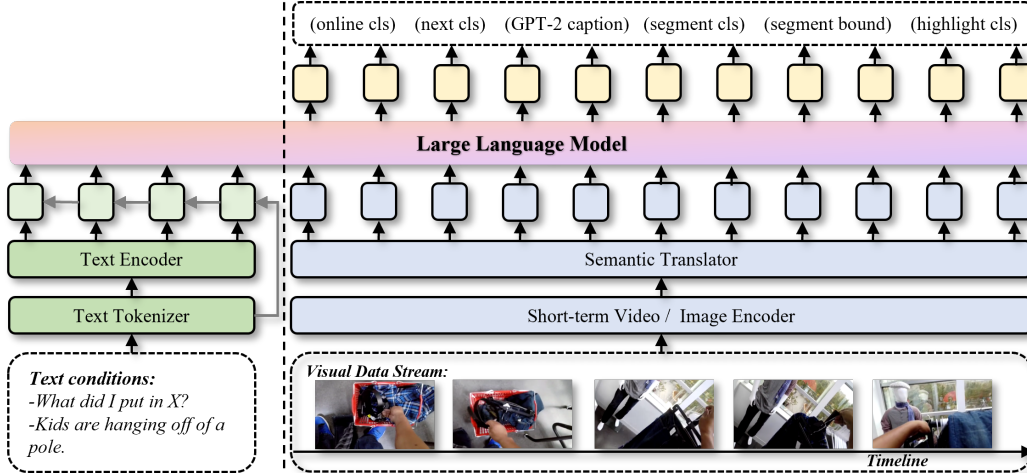 (online cls) (next cls) (GPT-2 caption) (segment cls) (segment bound) (highlight cls)
Large Language Model
Text Encoder
Text Tokenizer
Text conditions:
-What did I put in X?
-Kids are hanging off of a
pole.
Semantic Translator
Short-term Video / Image Encoder
Visual Data Stream:
Timeline